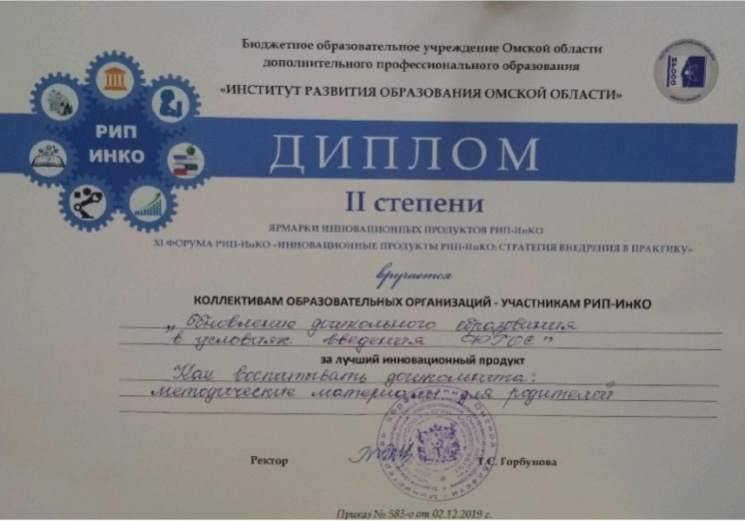 Бюджетное образовательное учреждение Омской области
дополнительного профессионального образования
«ИНСТИТУТ РАЗВИТИЯ ОБРАЗОВАНИЯ ОМСКОЙ ОБЛАСТИ»
РИП
ИНКО
ДИПЛОМ
II степени
ЯРМАРКИ ИННОВАЦИОННЫХ ПРОДУКТОВ РИП-ИнКО
XI ФОРУМА РИП-ИнКО «ИННОВАЦИОННЫЕ ПРОДУКТЫ РИП-ИнКО: СТРАТЕГИЯ ВНЕДРЕНИЯ В ПРАКТИКУ»
вручается
КОЛЛЕКТИВАМ ОБРАЗОВАТЕЛЬНЫХ ОРГАНИЗАЦИЙ - УЧАСТНИКАМ РИП-ИнКО
„Обновление дошкольного образования
в условиях введения ФГОС"
за лучший инновационный продукт
Как воспитывать дошкольника:
методические материалы для родителей
Ректор
Т.С. Горбунова
Приказ № 583-о от 02.12.2019 г.